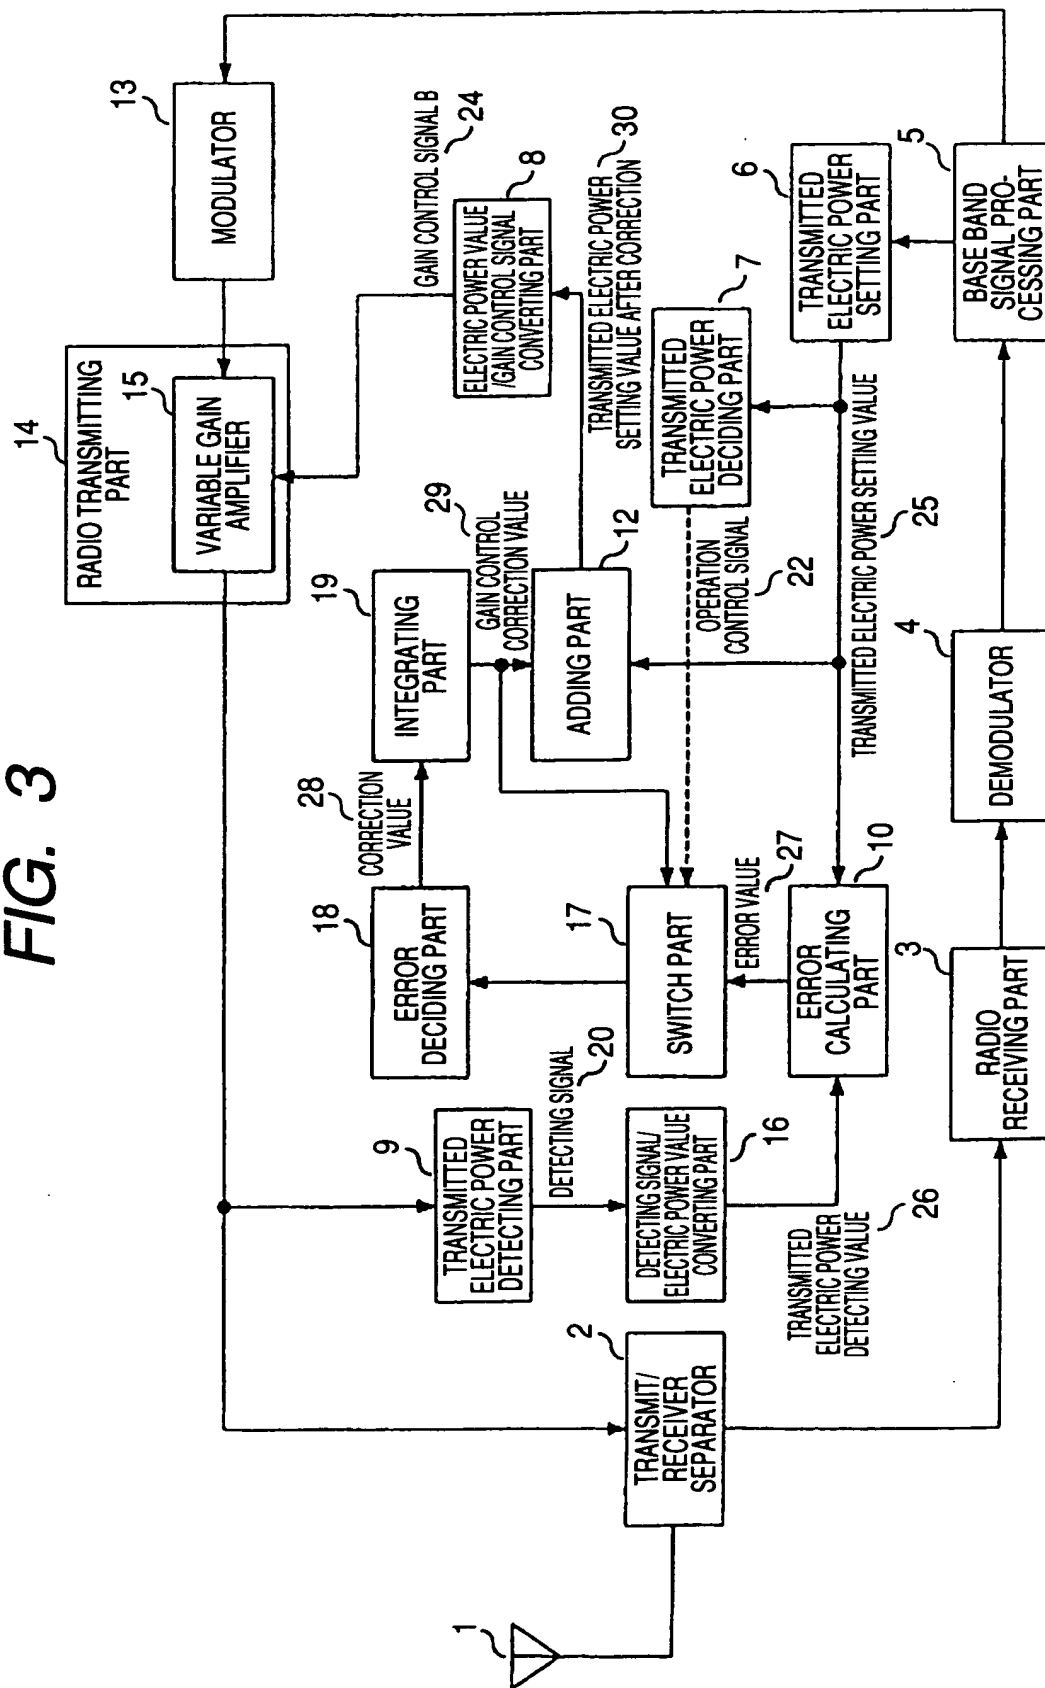 FIG. 3
14
RADIO TRANSMITTING
PART
15
VARIABLE GAIN
AMPLIFIER
13
MODULATOR
19
INTEGRATING
PART
29
GAIN CONTROL
CORRECTION VALUE
12
ADDING PART
GAIN CONTROL SIGNAL B
24
8
ELECTRIC POWER VALUE
/GAIN CONTROL SIGNAL
CONVERTING PART
TRANSMITTED ELECTRIC POWER
SETTING VALUE AFTER CORRECTION
30
28
CORRECTION
VALUE
18
ERROR
DECIDING PART
17
SWITCH PART
OPERATION
CONTROL SIGNAL
22
7
TRANSMITTED
ELECTRIC POWER
DECIDING PART
6
TRANSMITTED
ELECTRIC POWER
SETTING PART
9
TRANSMITTED
ELECTRIC POWER
DETECTING PART
DETECTING SIGNAL
20
DETECTING SIGNAL/
ELECTRIC POWER VALUE
CONVERTING PART
16
ERROR VALUE
27
10
ERROR
CALCULATING
PART
TRANSMITTED ELECTRIC POWER SETTING VALUE
25
TRANSMITTED
ELECTRIC POWER
DETECTING VALUE
26
1
2
TRANSMIT/
RECEIVER
SEPARATOR
3
RADIO
RECEIVING PART
4
DEMODULATOR
5
BASE BAND
SIGNAL PRO-
CESSING PART